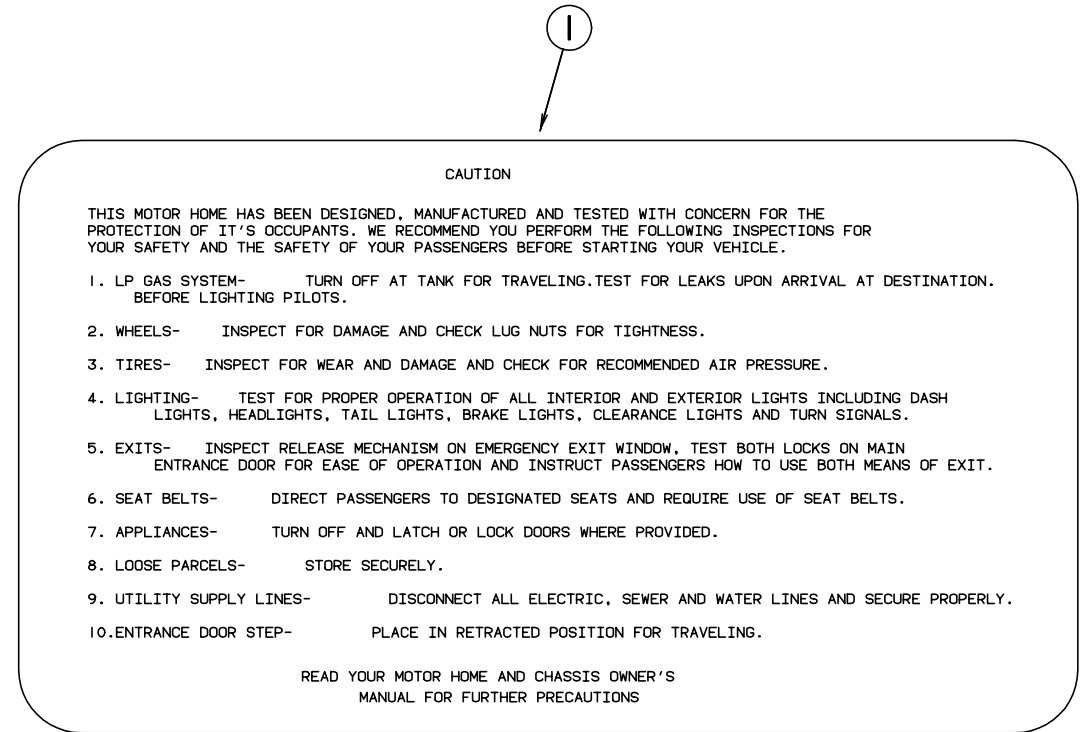 1
CAUTION
THIS MOTOR HOME HAS BEEN DESIGNED, MANUFACTURED AND TESTED WITH CONCERN FOR THE
PROTECTION OF IT'S OCCUPANTS. WE RECOMMEND YOU PERFORM THE FOLLOWING INSPECTIONS FOR
YOUR SAFETY AND THE SAFETY OF YOUR PASSENGERS BEFORE STARTING YOUR VEHICLE.
1. LP GAS SYSTEM- TURN OFF AT TANK FOR TRAVELING.TEST FOR LEAKS UPON ARRIVAL AT DESTINATION.
BEFORE LIGHTING PILOTS.
2. WHEELS- INSPECT FOR DAMAGE AND CHECK LUG NUTS FOR TIGHTNESS.
3. TIRES- INSPECT FOR WEAR AND DAMAGE AND CHECK FOR RECOMMENDED AIR PRESSURE.
4. LIGHTING- TEST FOR PROPER OPERATION OF ALL INTERIOR AND EXTERIOR LIGHTS INCLUDING DASH
LIGHTS, HEADLIGHTS, TAIL LIGHTS, BRAKE LIGHTS, CLEARANCE LIGHTS AND TURN SIGNALS.
5. EXITS- INSPECT RELEASE MECHANISM ON EMERGENCY EXIT WINDOW, TEST BOTH LOCKS ON MAIN
ENTRANCE DOOR FOR EASE OF OPERATION AND INSTRUCT PASSENGERS HOW TO USE BOTH MEANS OF EXIT.
6. SEAT BELTS- DIRECT PASSENGERS TO DESIGNATED SEATS AND REQUIRE USE OF SEAT BELTS.
7. APPLIANCES- TURN OFF AND LATCH OR LOCK DOORS WHERE PROVIDED.
8. LOOSE PARCELS- STORE SECURELY.
9. UTILITY SUPPLY LINES- DISCONNECT ALL ELECTRIC, SEWER AND WATER LINES AND SECURE PROPERLY.
10.ENTRANCE DOOR STEP- PLACE IN RETRACTED POSITION FOR TRAVELING.
READ YOUR MOTOR HOME AND CHASSIS OWNER'S
MANUAL FOR FURTHER PRECAUTIONS